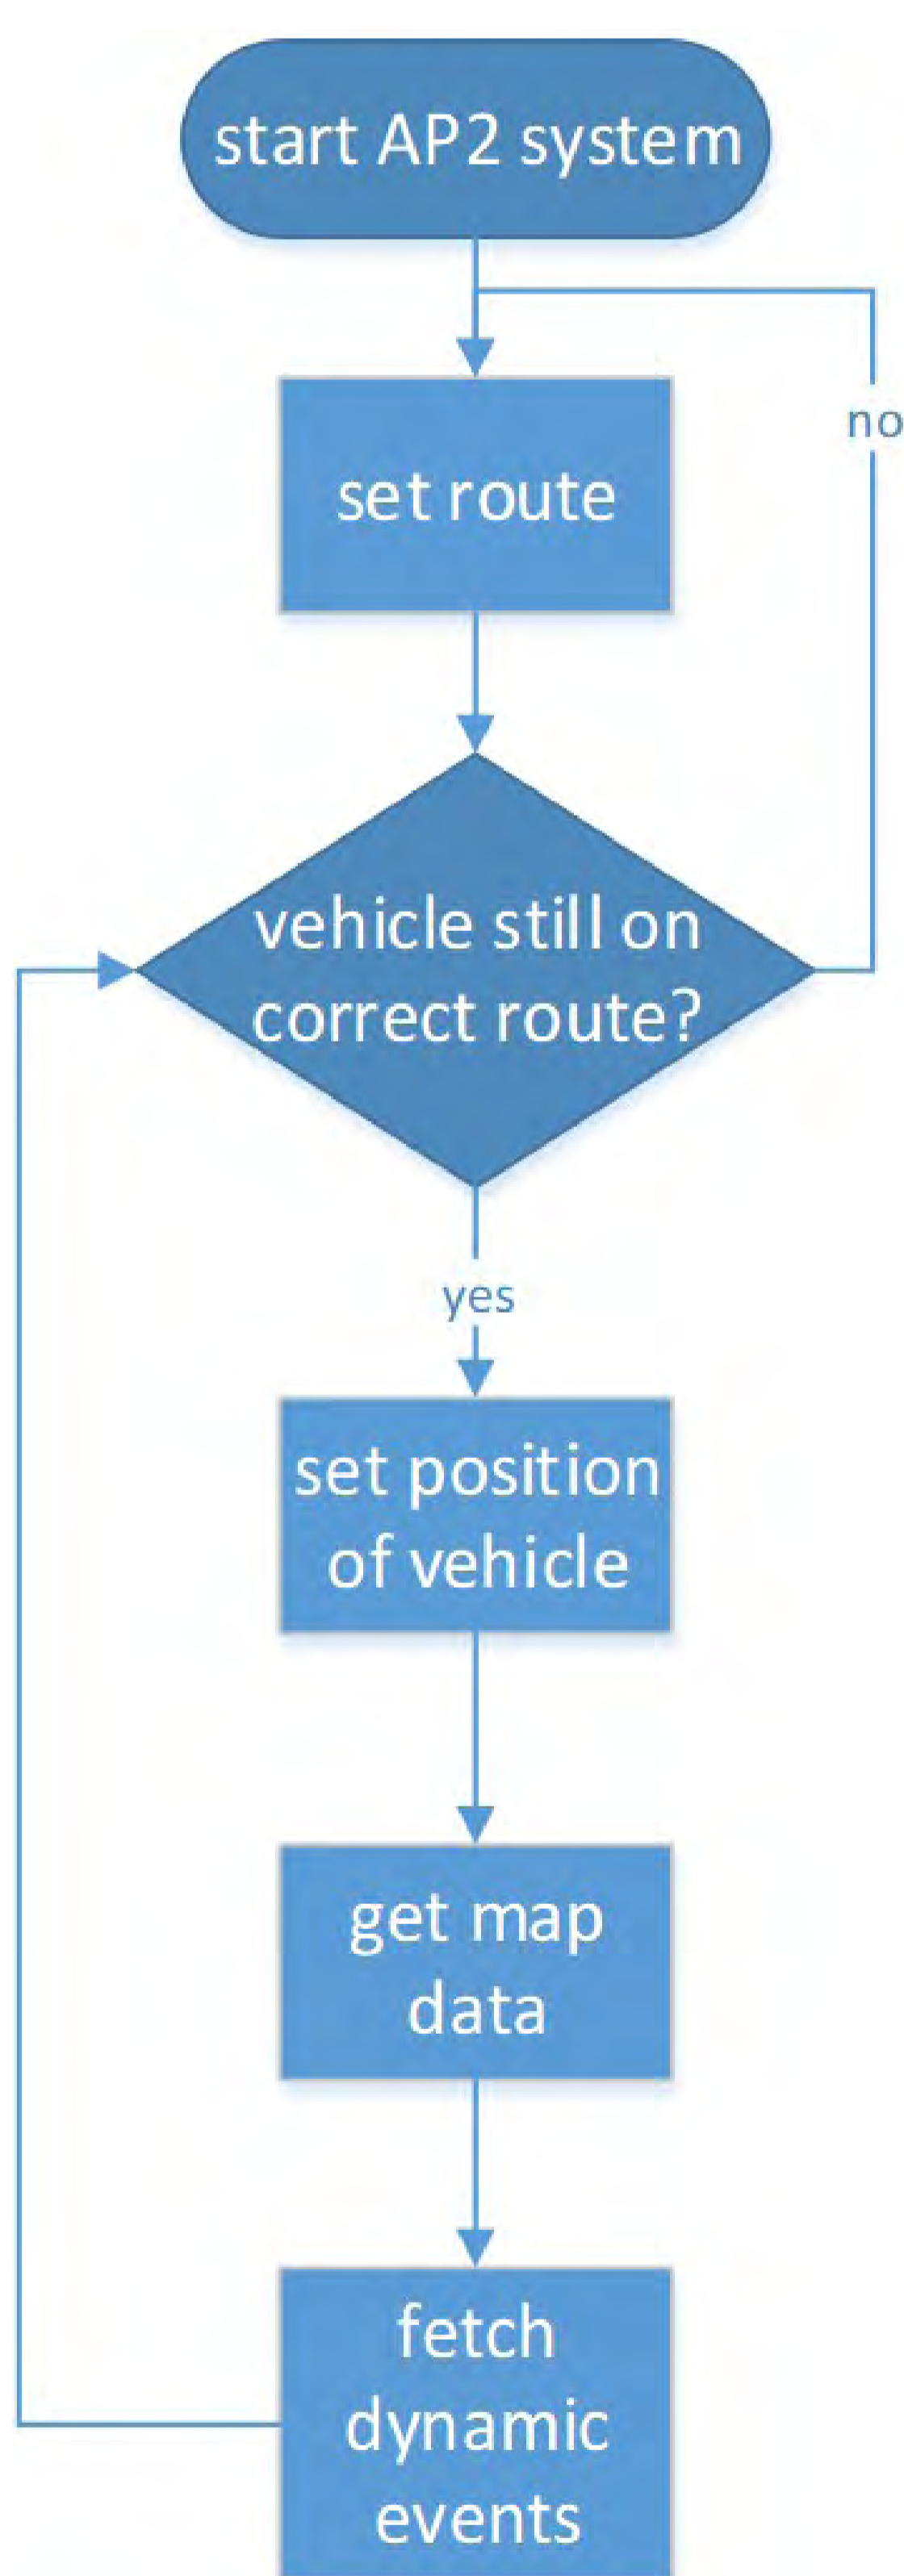 start AP2 system
no
set route
vehicle still on
correct route?
yes
set position
of vehicle
get map
data
fetch
dynamic
events